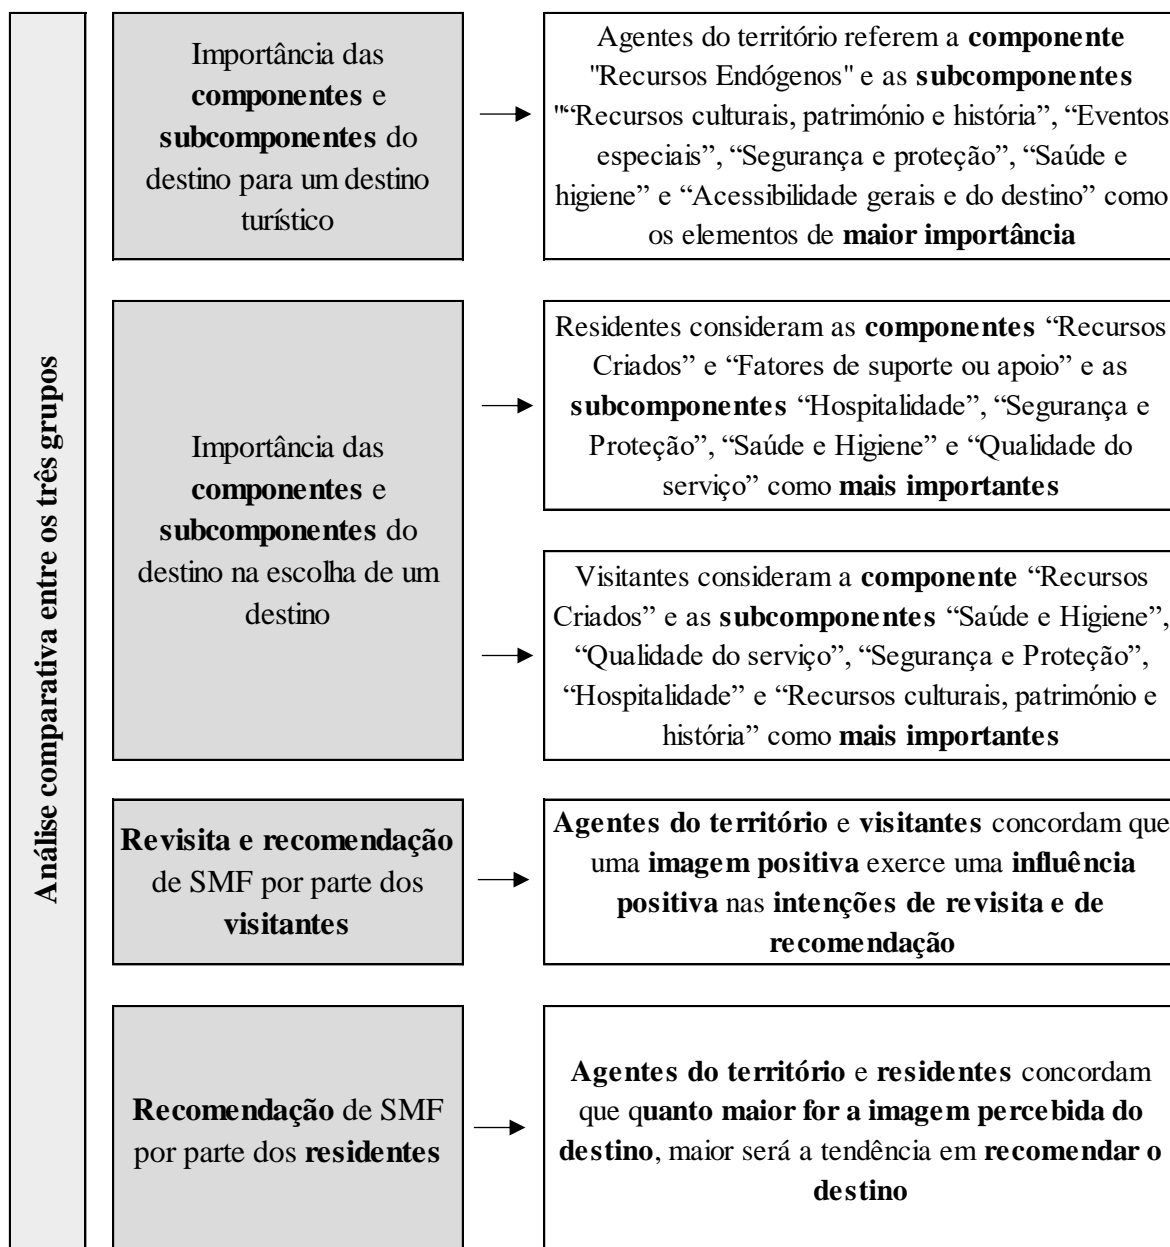 Análise comparativa entre os três grupos
Importância das
componentes e
subcomponentes do
destino para um destino
turístico
Agentes do território referem a componente
"Recursos Endógenos" e as subcomponentes
"“Recursos culturais, património e história”, “Eventos
especiais”, “Segurança e proteção”, “Saúde e
higiene” e “Acessibilidade gerais e do destino” como
os elementos de maior importância
Importância das
componentes e
subcomponentes do
destino na escolha de um
destino
Residentes consideram as componentes “Recursos
Criados” e “Fatores de suporte ou apoio” e as
subcomponentes “Hospitalidade”, “Segurança e
Proteção”, “Saúde e Higiene” e “Qualidade do
serviço” como mais importantes
Visitantes consideram a componente “Recursos
Criados” e as subcomponentes “Saúde e Higiene”,
“Qualidade do serviço”, “Segurança e Proteção”,
“Hospitalidade” e “Recursos culturais, património e
história” como mais importantes
Revisita e recomendação
de SMF por parte dos
visitantes
Agentes do território e visitantes concordam que
uma imagem positiva exerce uma influência
positiva nas intenções de revisita e de
recomendação
Recomendação de SMF
por parte dos residentes
Agentes do território e residentes concordam
que quanto maior for a imagem percebida do
destino, maior será a tendência em recomendar o
destino